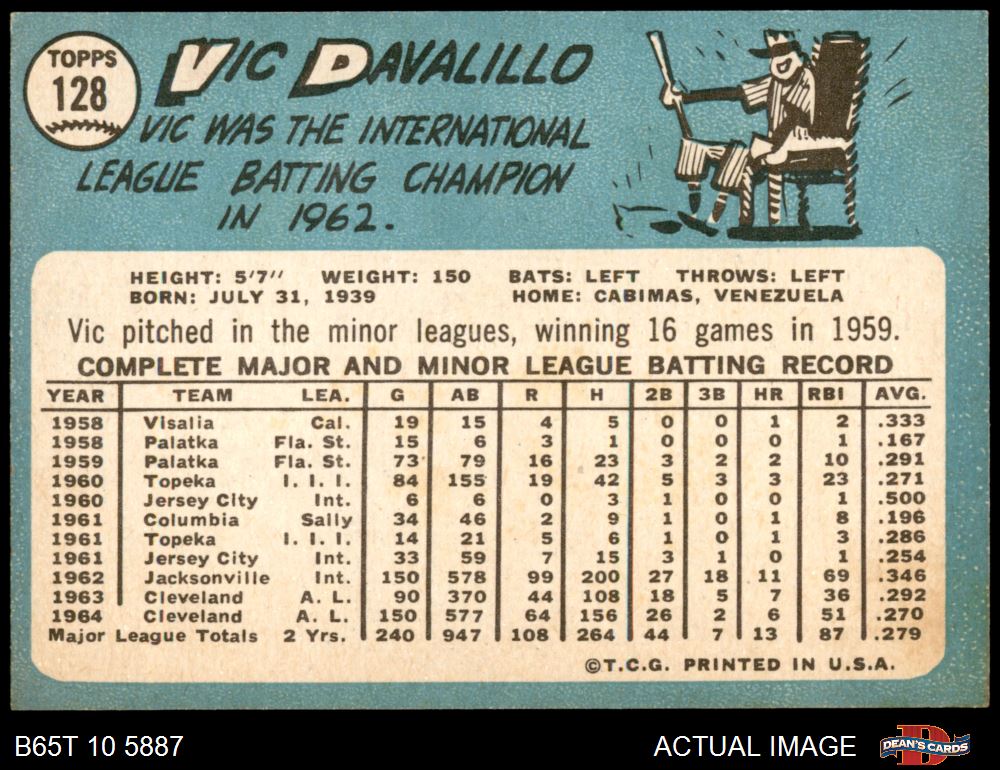 TOPPS
128
VIC DAVALILLO
VIC WAS THE INTERNATIONAL
LEAGUE BATTING CHAMPION
IN 1962.
HEIGHT: 5'7" WEIGHT: 150 BATS: LEFT THROWS: LEFT
BORN: JULY 31, 1939 HOME: CABIMAS, VENEZUELA
Vic pitched in the minor leagues, winning 16 games in 1959.
COMPLETE MAJOR AND MINOR LEAGUE BATTING RECORD
YEAR TEAM LEA. G AB R H 2B 3B HR RBI AVG.
1958 Visalia Cal. 19 15 4 5 0 0 1 2 .333
1958 Palatka Fla. St. 15 6 3 1 0 0 0 1 .167
1959 Palatka Fla. St. 73 79 16 23 3 2 2 10 .291
1960 Topeka I. I. I. 84 155 19 42 5 3 3 23 .271
1960 Jersey City Int. 6 6 0 3 1 0 0 1 .500
1961 Columbia Sally 34 46 2 9 1 0 1 8 .196
1961 Topeka I. I. I. 14 21 5 6 1 0 1 3 .286
1961 Jersey City Int. 33 59 7 15 3 1 0 1 .254
1962 Jacksonville Int. 150 578 99 200 27 18 11 69 .346
1963 Cleveland A. L. 90 370 44 108 18 5 7 36 .292
1964 Cleveland A. L. 150 577 64 156 26 2 6 51 .270
Major League Totals 2 Yrs. 240 947 108 264 44 7 13 87 .279
©T.C.G. PRINTED IN U.S.A.
B65T 10 5887 ACTUAL IMAGE DEAN'S CARDS